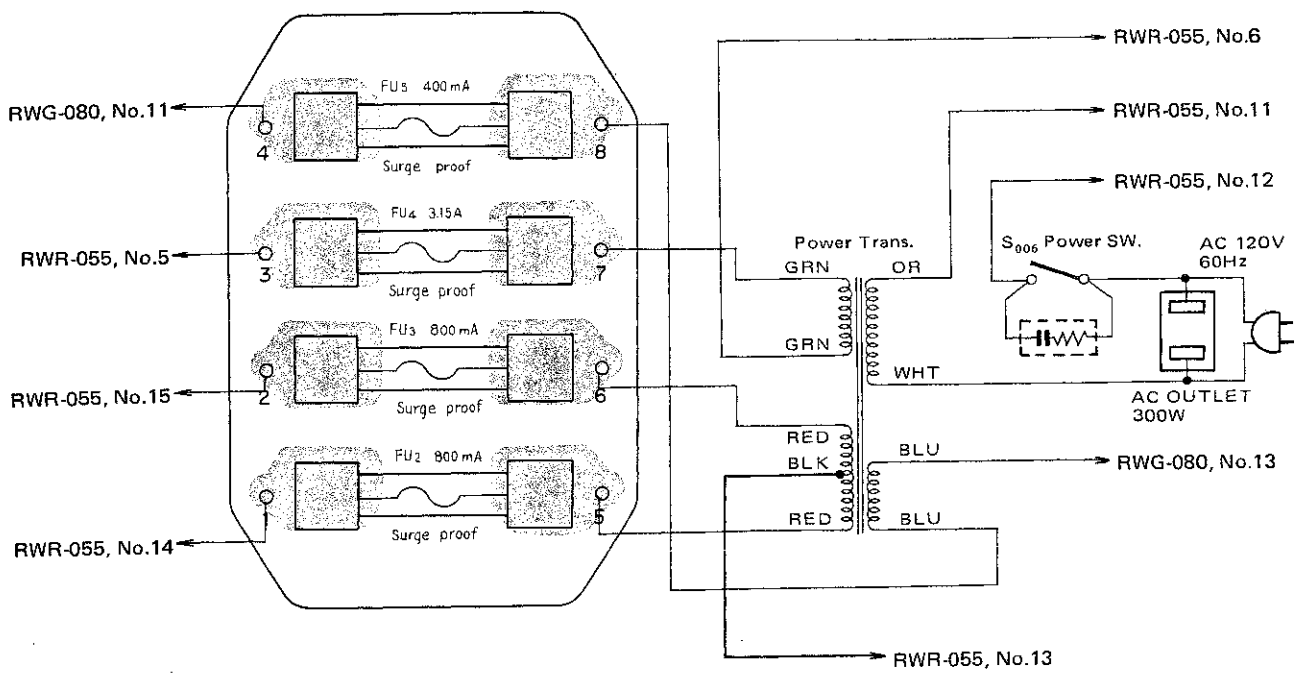 RWR-055, No.6
FU5 400mA
RWG-080, No.11
4
8
Surge proof
RWR-055, No.11
RWR-055, No.12
FU4 3.15A
RWR-055, No.5
3
7
Surge proof
Power Trans.
GRN
OR
S006 Power SW.
AC 120V
60Hz
FU3 800mA
GRN
WHT
2
6
RWR-055, No.15
Surge proof
AC OUTLET
300W
RED
BLK
BLU
RWG-080, No.13
FU2 800mA
1
5
RED
BLU
Surge proof
RWR-055, No.14
RWR-055, No.13